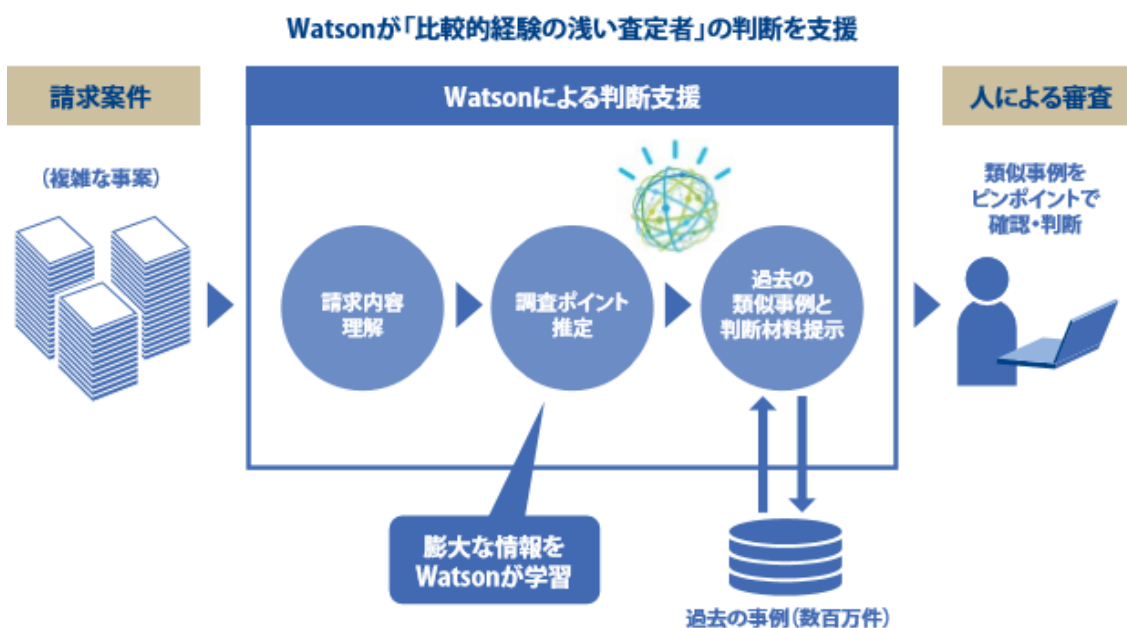 Watsonが「比較的経験の浅い査定者」の判断を支援
請求案件
Watsonによる判断支援
人による審査
(複雑な事案)
類似事例を
ピンポイントで
確認・判断
請求内容
理解
調査ポイント
推定
過去の
類似事例と
判断材料提示
膨大な情報を
Watsonが学習
過去の事例(数百万件)